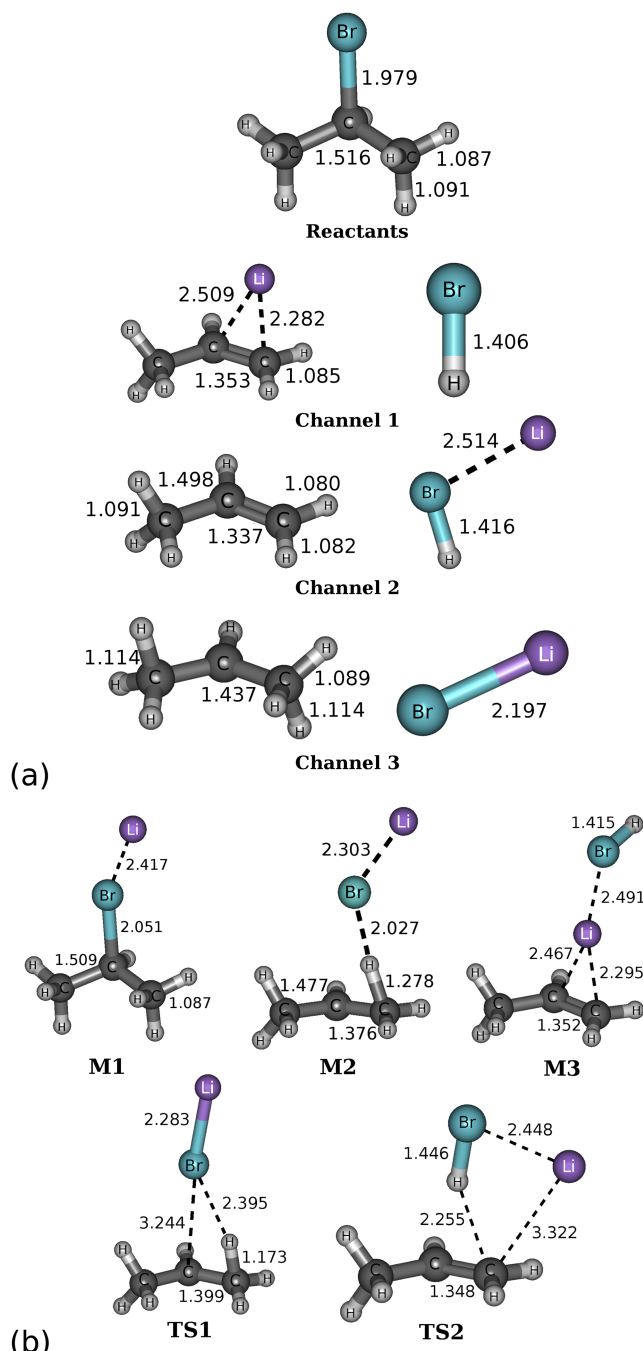 Br
1.979
C
H
C
C
H
H
H
1.516
1.087
H
H
1.091
Reactants
Li
2.509
2.282
H
H
C
C
C
H
1.353
1.085
H
H
H
Br
1.406
H
Channel 1
Li
2.514
H
1.498
H
1.080
Br
C
H
1.091
C
C
1.416
H
1.337
1.082
H
H
H
Channel 2
H
H
H
1.114
C
C
C
1.089
Li
H
1.437
H
1.114
H
H
Br
2.197
Channel 3
(a)
Li
2.417
Br
2.051
1.509
C
H
H
H
C
C
H
H
1.087
H
H
M1
Li
2.303
Br
2.027
H
H
1.477
1.278
C
C
C
H
H
H
1.376
H
M2
1.415
H
Br
2.491
Li
2.467
2.295
H
H
C
C
C
H
H
H
1.352
H
M3
Li
2.283
Br
2.395
3.244
H
H
1.173
C
C
C
H
H
H
1.399
H
TS1
Br
2.448
1.446
Li
H
2.255
3.322
H
H
C
C
C
H
H
1.348
H
TS2
(b)